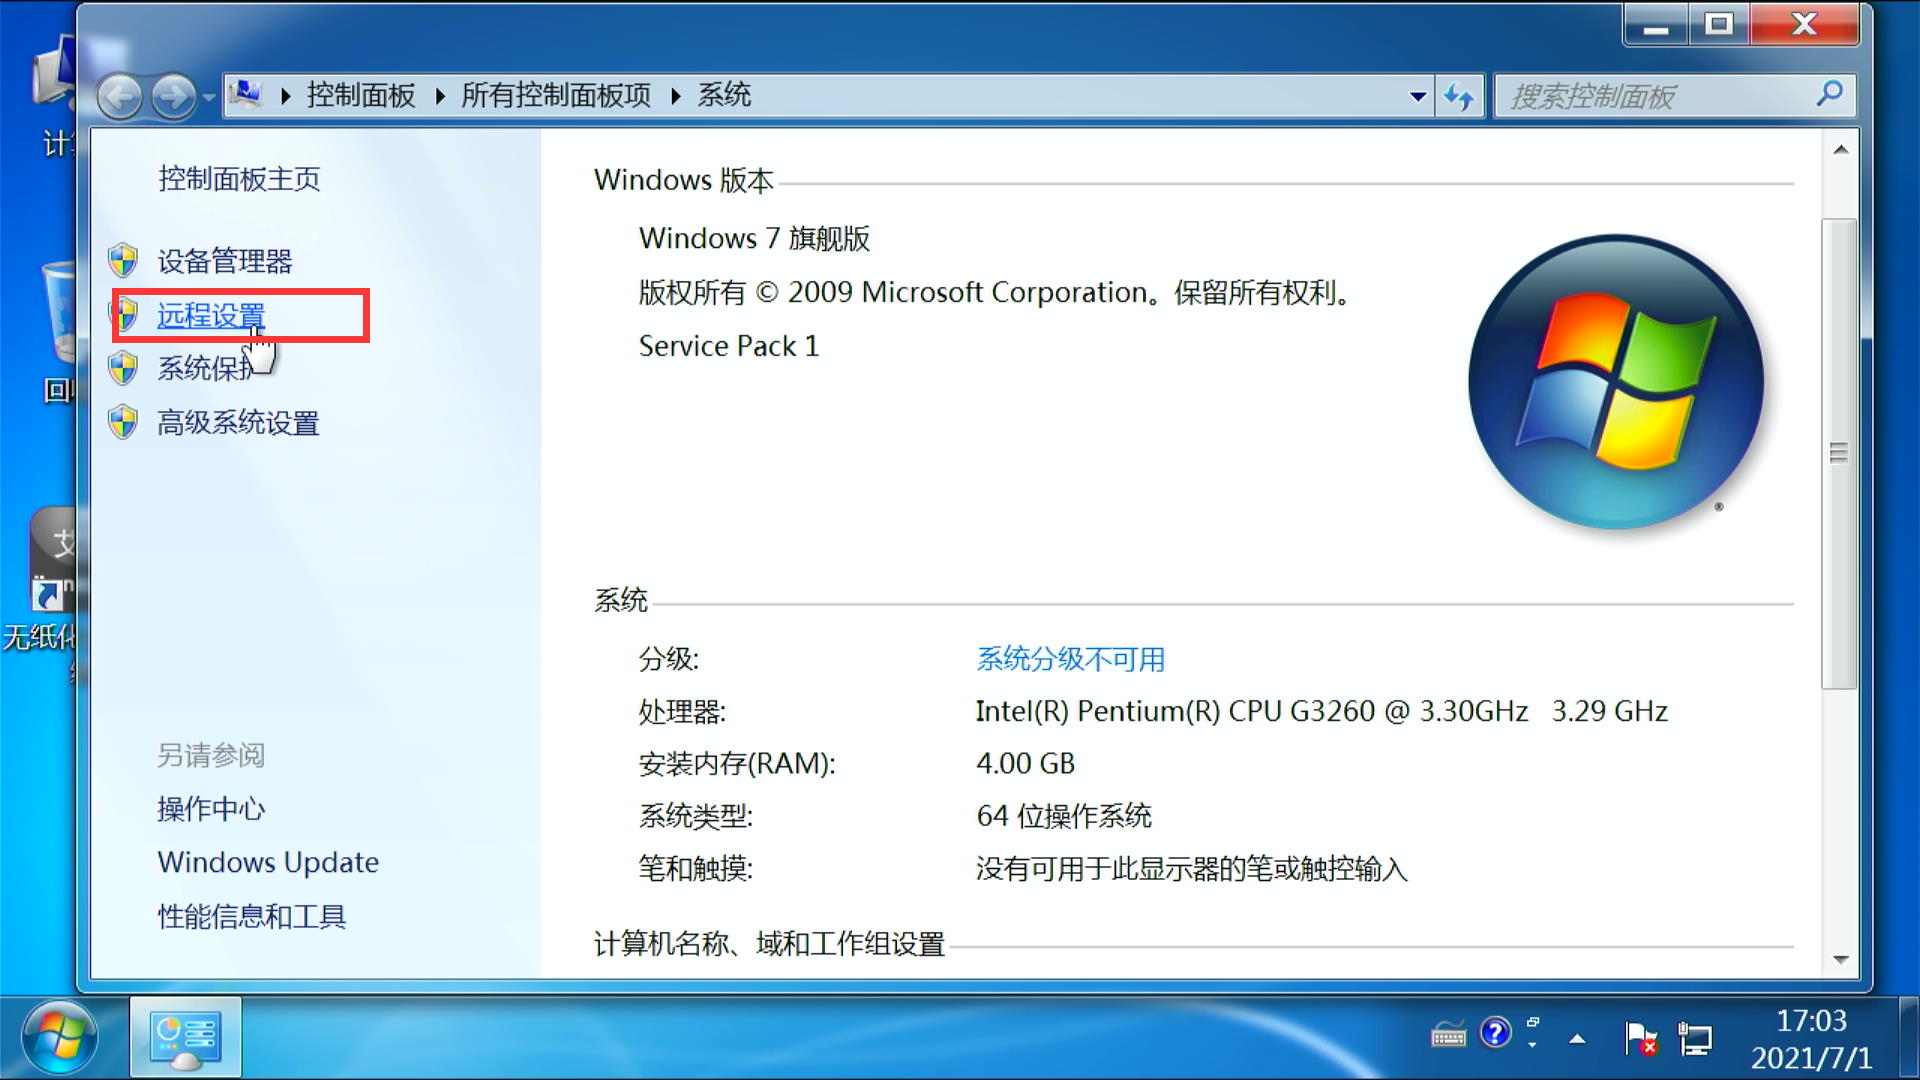 控制面板 所有控制面板项 系统
搜索控制面板
控制面板主页
设备管理器
远程设置
系统保护
高级系统设置
另请参阅
操作中心
Windows Update
性能信息和工具
Windows 版本
Windows 7 旗舰版
版权所有 © 2009 Microsoft Corporation。保留所有权利。
Service Pack 1
®
系统
分级: 系统分级不可用
处理器: Intel(R) Pentium(R) CPU G3260 @ 3.30GHz 3.29 GHz
安装内存(RAM): 4.00 GB
系统类型: 64 位操作系统
笔和触摸: 没有可用于此显示器的笔或触控输入
计算机名称、域和工作组设置
计算
回收
艾
无纸化
17:03
2021/7/1